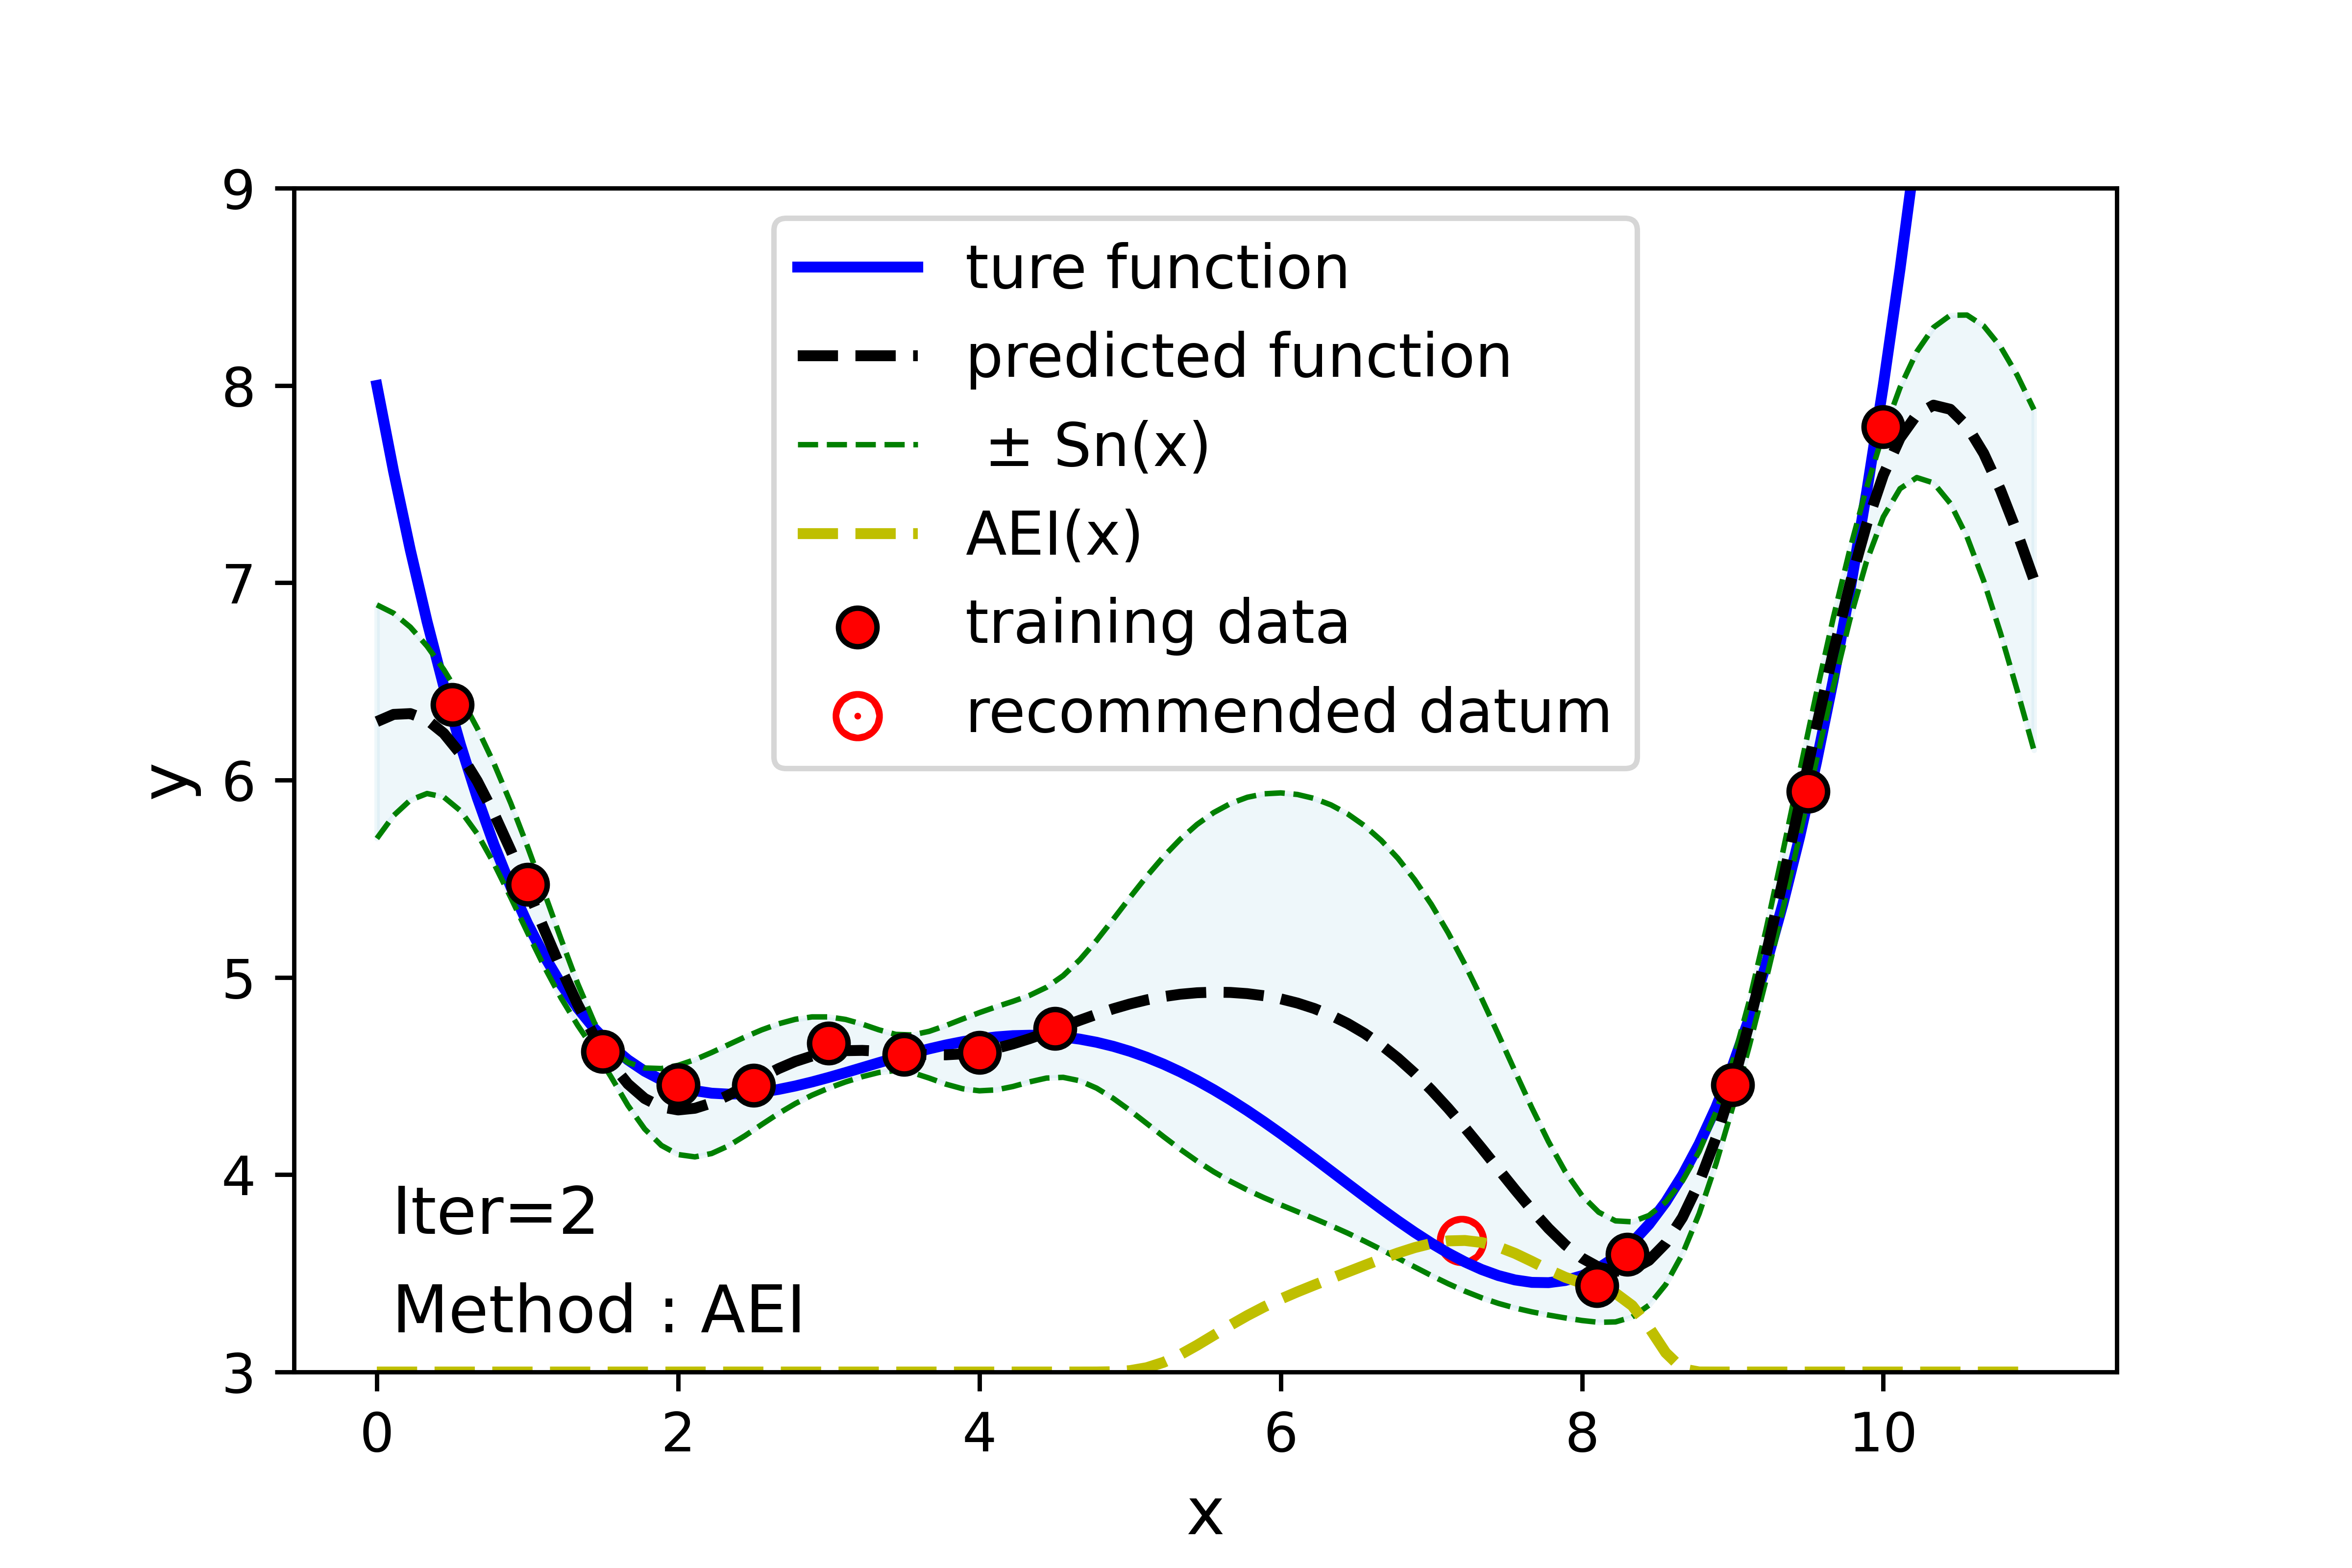 9
8
7
6
5
4
3
y
ture function
predicted function
± Sn(x)
AEI(x)
training data
recommended datum
Iter=2
Method : AEI
0 2 4 6 8 10
x